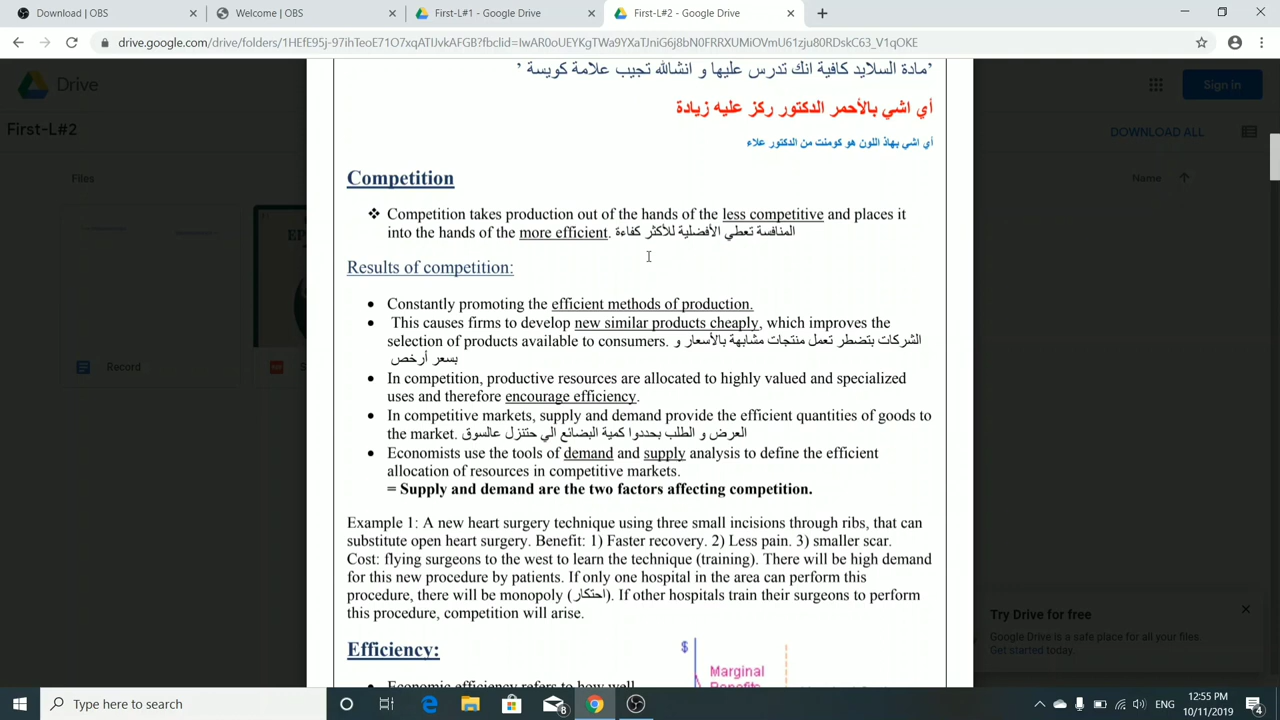 Download | OBS
Welcome | OBS
First-L#1 - Google Drive
First-L#2 - Google Drive
drive.google.com/drive/folders/1HEfE95j-97ihTeoE71O7xqATIJvkAFGB?fbclid=IwAR0oUEYKgTWa9YXaTJniG6j8bN0FRRXUMiOVmU61zju80RDskC63_V1qOKE
Drive
Sign in
First-L#2
DOWNLOAD ALL
Files
Name
Record
'مادة السلايد كافية انك تدرس عليها و انشالله تجيب علامة كويسة '
أي اشي بالأحمر الدكتور ركز عليه زيادة
أي اشي بهاذ اللون هو كومنت من الدكتور علاء
Competition
❖ Competition takes production out of the hands of the less competitive and places it
into the hands of the more efficient. المنافسة تعطي الأفضلية للأكثر كفاءة
Results of competition:
• Constantly promoting the efficient methods of production.
• This causes firms to develop new similar products cheaply, which improves the
selection of products available to consumers. الشركات بتضطر تعمل منتجات مشابهة بالأسعار و
بسعر أرخص
• In competition, productive resources are allocated to highly valued and specialized
uses and therefore encourage efficiency.
• In competitive markets, supply and demand provide the efficient quantities of goods to
the market. العرض و الطلب بحددوا كمية البضائع الي حتنزل عالسوق
• Economists use the tools of demand and supply analysis to define the efficient
allocation of resources in competitive markets.
= Supply and demand are the two factors affecting competition.
Example 1: A new heart surgery technique using three small incisions through ribs, that can
substitute open heart surgery. Benefit: 1) Faster recovery. 2) Less pain. 3) smaller scar.
Cost: flying surgeons to the west to learn the technique (training). There will be high demand
for this new procedure by patients. If only one hospital in the area can perform this
procedure, there will be monopoly (احتكار). If other hospitals train their surgeons to perform
this procedure, competition will arise.
Efficiency:
$
Marginal
Benefits
• Economic efficiency refers to how well
Try Drive for free
Google Drive is a safe place for all your files
Get started today.
Type here to search
8
ENG
12:55 PM
10/11/2019
4